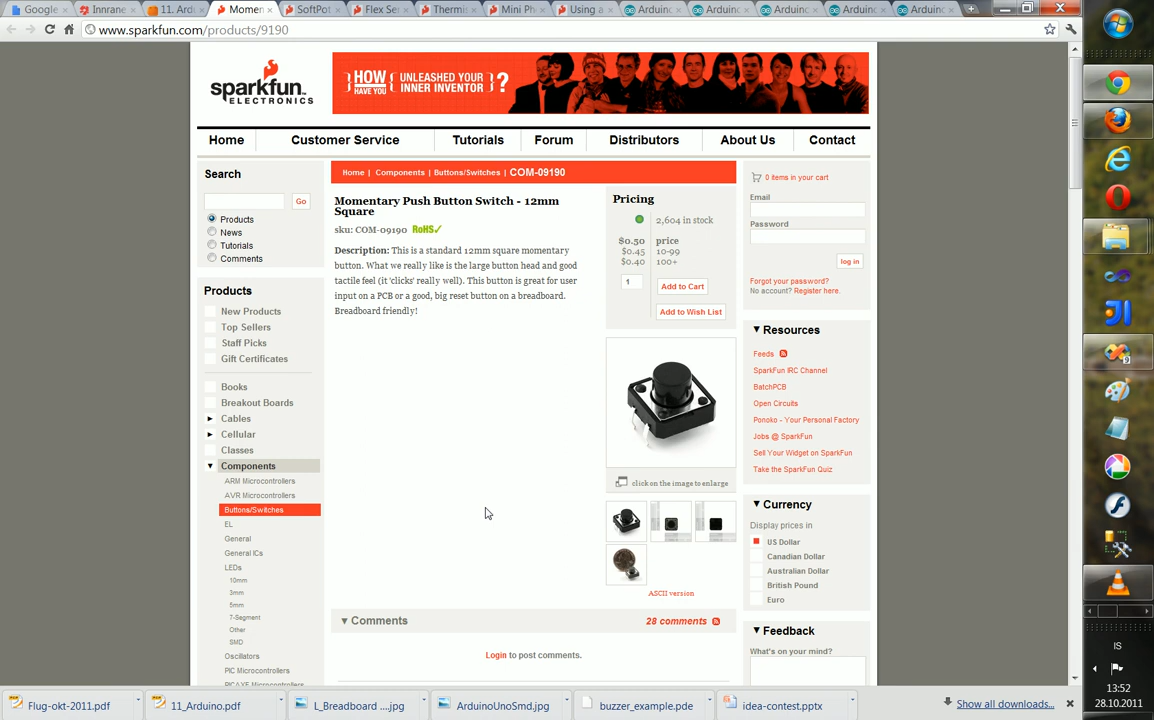 Google
Innrane
11. Ardu
Momen
SoftPot
Flex Se
Thermi
Mini Ph
Using a
Arduino
Arduino
Arduino
Arduino
Arduino
www.sparkfun.com/products/9190
sparkfun
ELECTRONICS
HOW HAVE YOU UNLEASHED YOUR INNER INVENTOR ?
Home Customer Service Tutorials Forum Distributors About Us Contact
Search
Go
Products
News
Tutorials
Comments
Products
New Products
Top Sellers
Staff Picks
Gift Certificates
Books
Breakout Boards
Cables
Cellular
Classes
Components
ARM Microcontrollers
AVR Microcontrollers
Buttons/Switches
EL
General
General ICs
LEDs
10mm
3mm
5mm
7-Segment
Other
SMD
Oscillators
PIC Microcontrollers
PICAXE Microcontrollers
Home | Components | Buttons/Switches | COM-09190
Momentary Push Button Switch - 12mm
Square
sku: COM-09190 RoHS✓
Description: This is a standard 12mm square momentary
button. What we really like is the large button head and good
tactile feel (it 'clicks' really well). This button is great for user
input on a PCB or a good, big reset button on a breadboard.
Breadboard friendly!
Pricing
2,604 in stock
$0.50 price
$0.45 10-99
$0.40 100+
1
Add to Cart
Add to Wish List
click on the image to enlarge
ASCII version
Comments
28 comments
Login to post comments.
0 items in your cart
Email
Password
log in
Forgot your password?
No account? Register here.
Resources
Feeds
SparkFun IRC Channel
BatchPCB
Open Circuits
Ponoko - Your Personal Factory
Jobs @ SparkFun
Sell Your Widget on SparkFun
Take the SparkFun Quiz
Currency
Display prices in
US Dollar
Canadian Dollar
Australian Dollar
British Pound
Euro
Feedback
What's on your mind?
Flug-okt-2011.pdf
11_Arduino.pdf
L_Breadboard ....jpg
ArduinoUnoSmd.jpg
buzzer_example.pde
idea-contest.pptx
Show all downloads...
IS
13:52
28.10.2011